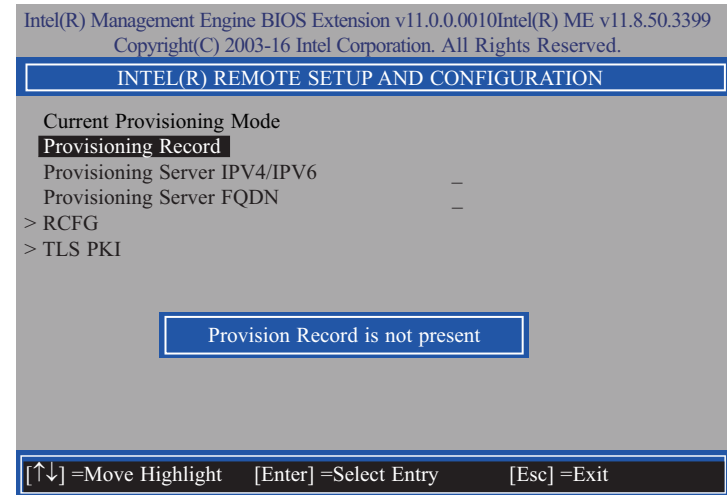 Intel(R) Management Engine BIOS Extension v11.0.0.0010Intel(R) ME v11.8.50.3399
Copyright(C) 2003-16 Intel Corporation. All Rights Reserved.
INTEL(R) REMOTE SETUP AND CONFIGURATION
Current Provisioning Mode
Provisioning Record
Provisioning Server IPV4/IPV6 _
Provisioning Server FQDN _
> RCFG
> TLS PKI
Provision Record is not present
[↑↓] =Move Highlight [Enter] =Select Entry [Esc] =Exit